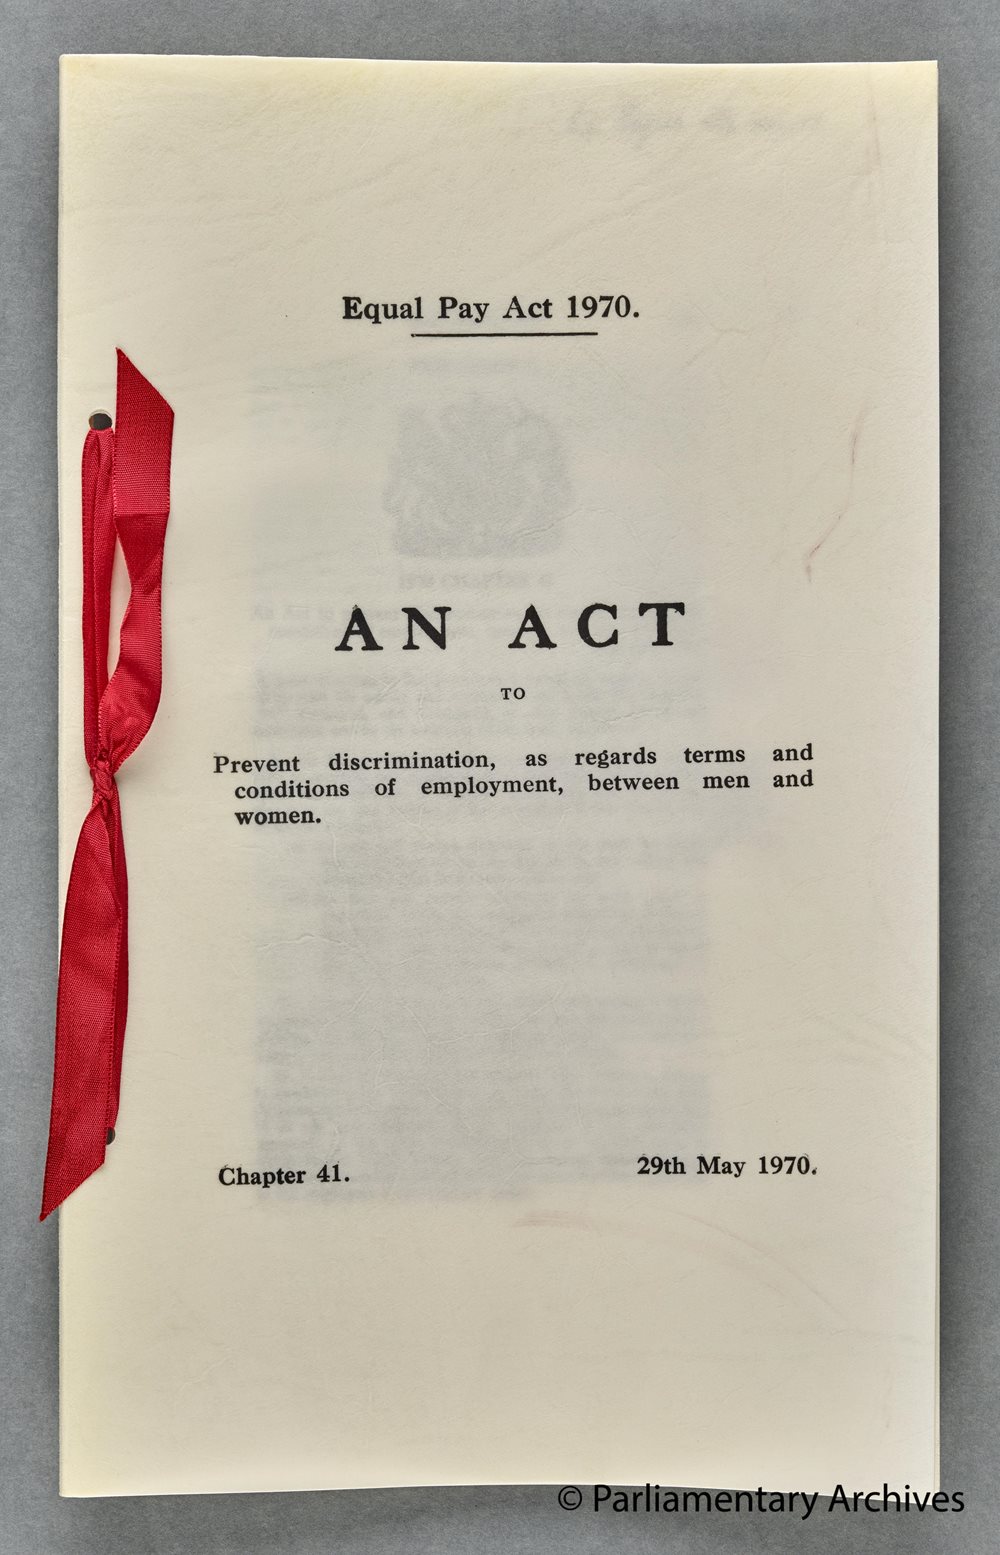 Equal Pay Act 1970.
AN ACT
TO
Prevent discrimination, as regards terms and
conditions of employment, between men and
women.
Chapter 41.
29th May 1970.
© Parliamentary Archives